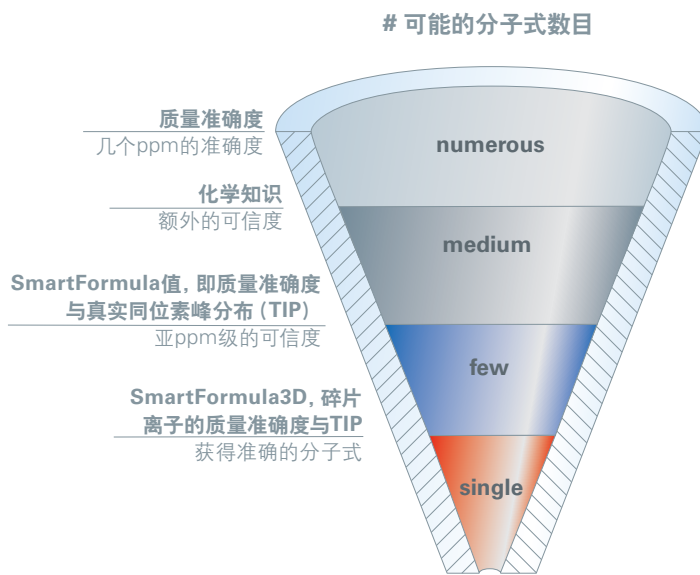 # 可能的分子式数目
质量准确度
几个ppm的准确度
numerous
化学知识
额外的可信度
medium
SmartFormula值, 即质量准确度
与真实同位素峰分布 (TIP)
亚ppm级的可信度
few
SmartFormula3D, 碎片
离子的质量准确度与TIP
获得准确的分子式
single